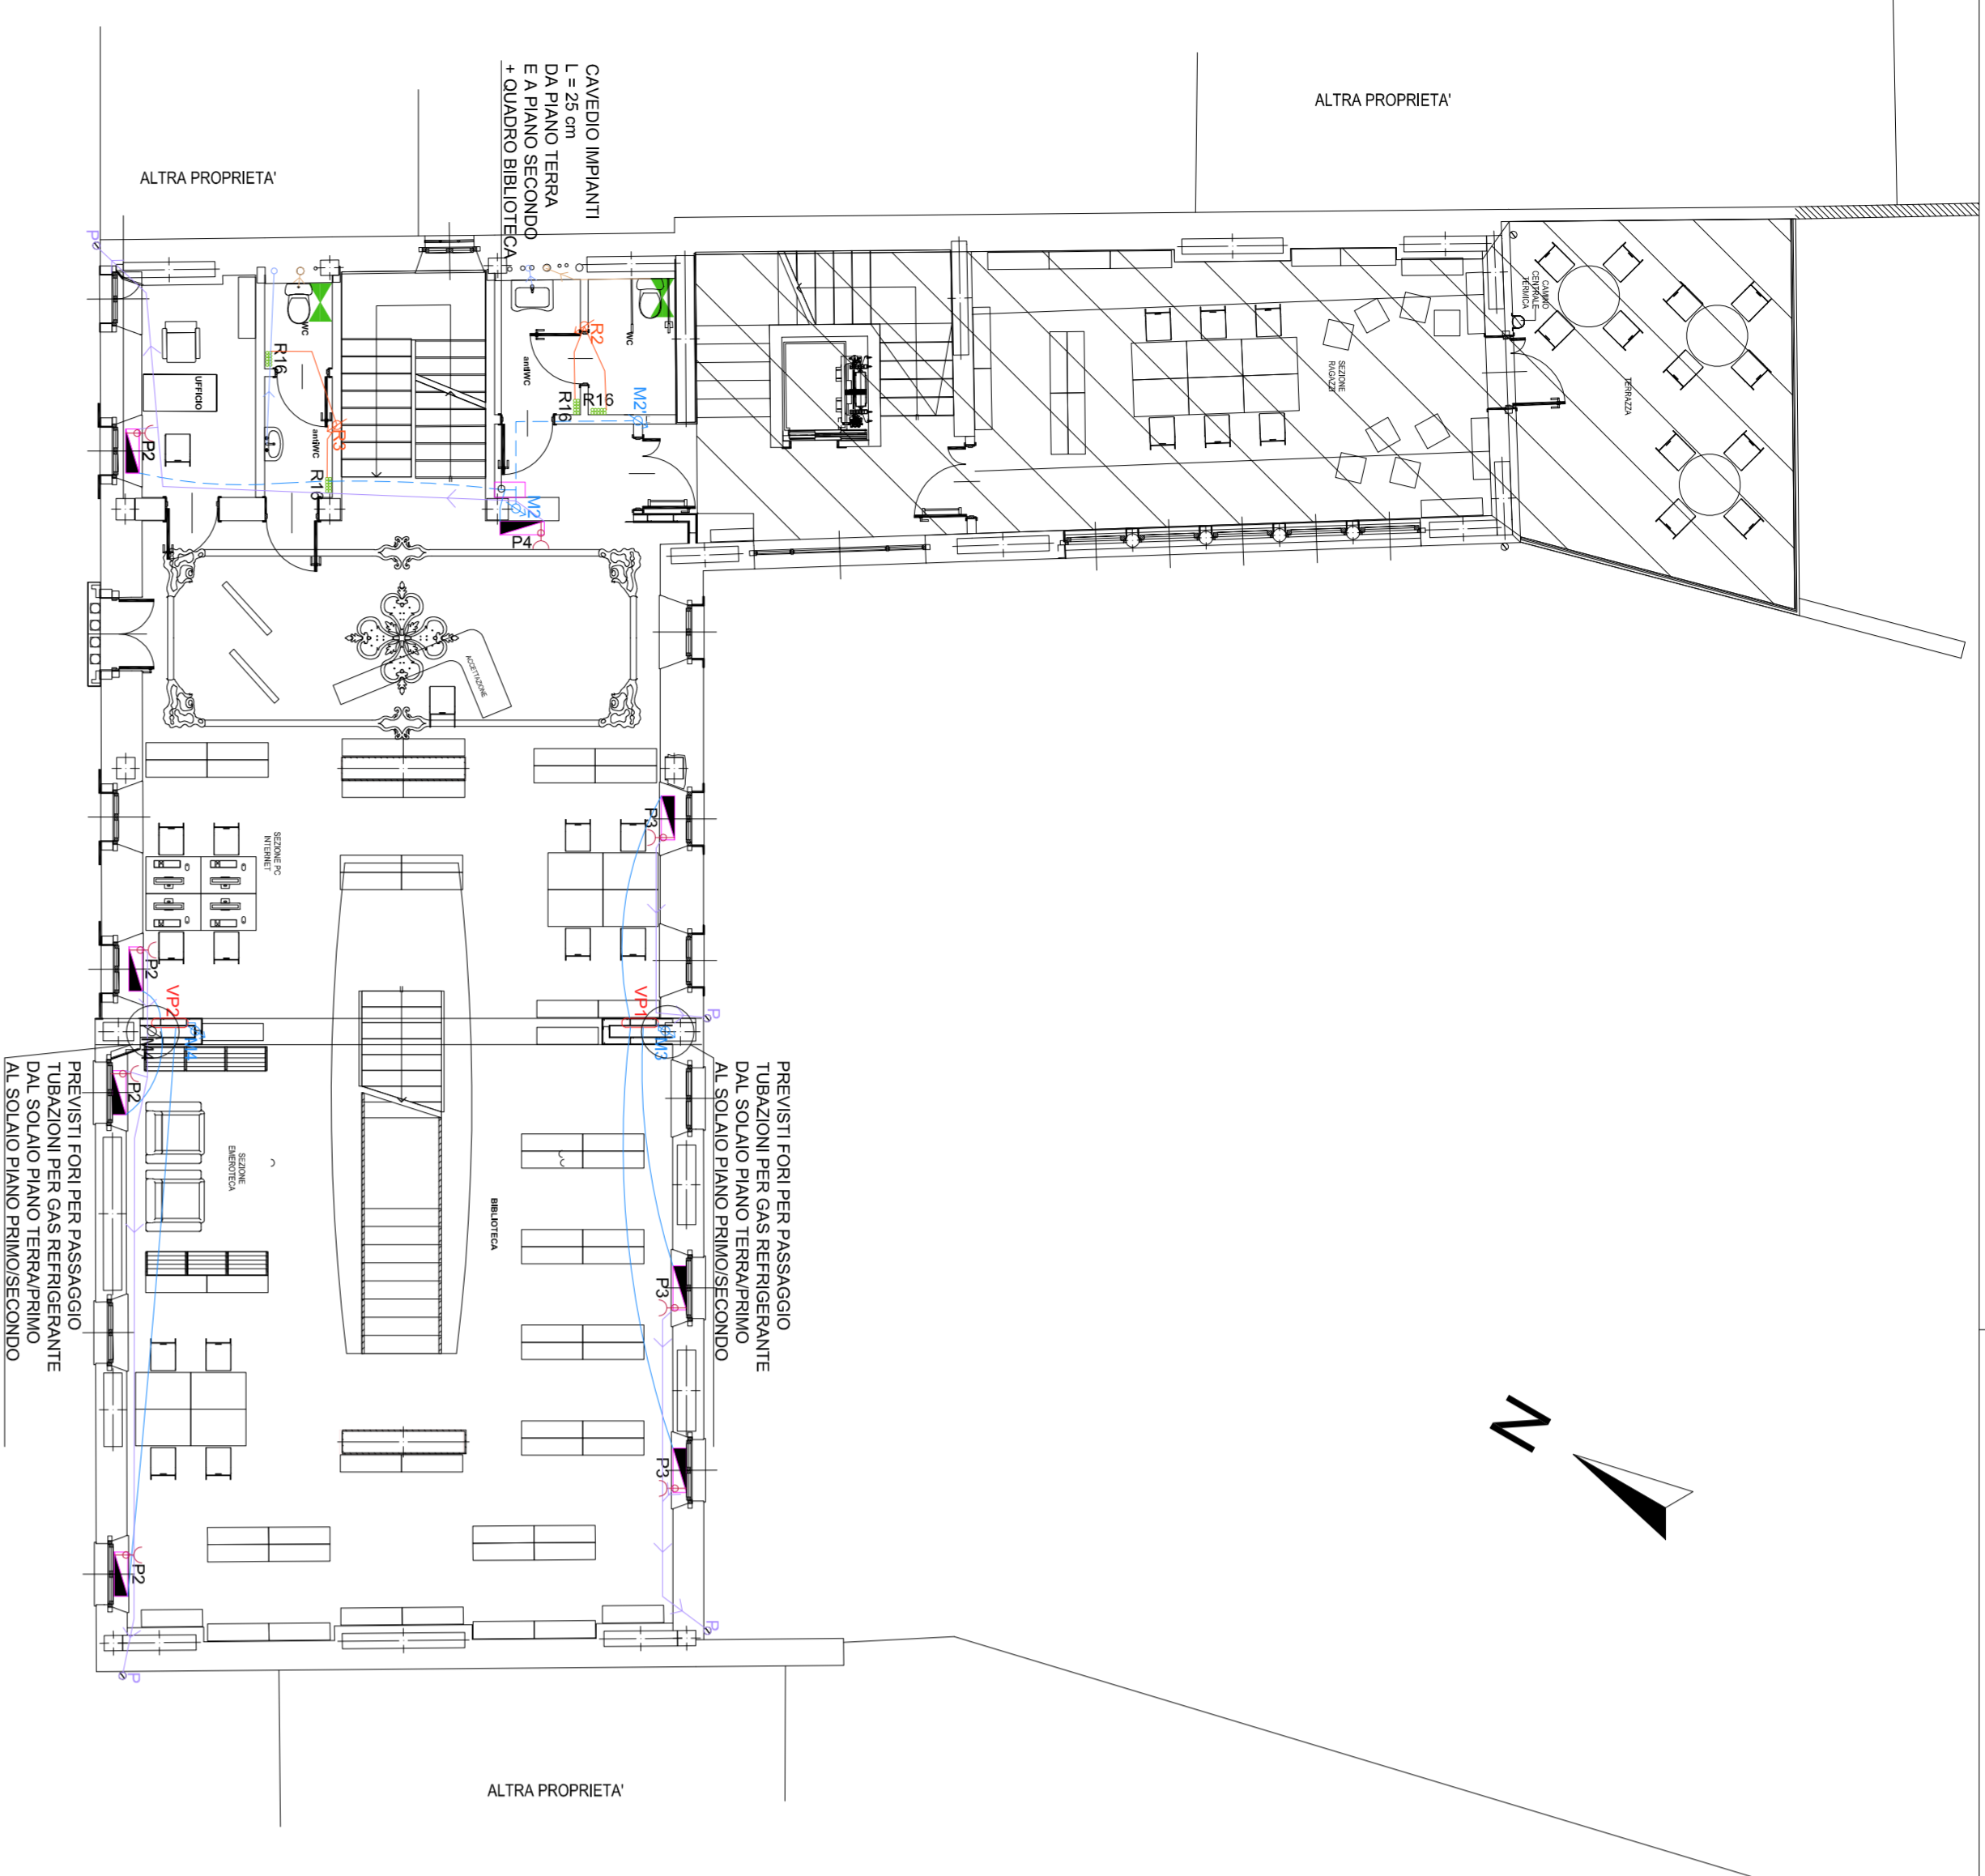 ALTRA PROPRIETA'
ALTRA PROPRIETA'
CAVEDIO IMPIANTI
L = 25 cm
DA PIANO TERRA
E A PIANO SECONDO
+ QUADRO BIBLIOTECA
P
UFFICIO
WC
antiWC
R16
R16
R3
P2
antiWC
WC
R2
R16
R16
M2'
M2
P4
SEZIONE
RAGAZZI
CAMINO
CENTRALE
TERMICA
TERRAZZA
ACCETTAZIONE
SEZIONE PC
INTERNET
P3
P2
VP2
VP1
M4
M4
M3
P
P2
PREVISTI FORI PER PASSAGGIO
TUBAZIONI PER GAS REFRIGERANTE
DAL SOLAIO PIANO TERRA/PRIMO
AL SOLAIO PIANO PRIMO/SECONDO
PREVISTI FORI PER PASSAGGIO
TUBAZIONI PER GAS REFRIGERANTE
DAL SOLAIO PIANO TERRA/PRIMO
AL SOLAIO PIANO PRIMO/SECONDO
SEZIONE
EMEROTECA
BIBLIOTECA
P3
P3
P2
P
P
N
ALTRA PROPRIETA'